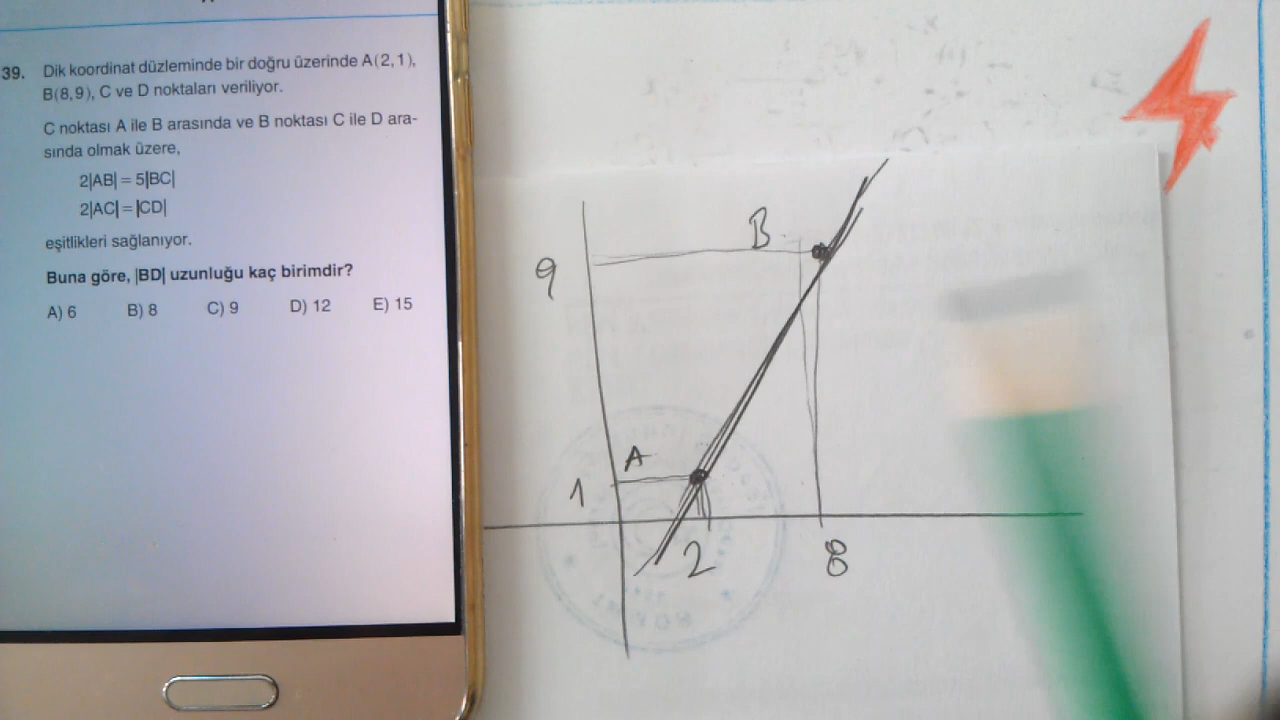 39. Dik koordinat düzleminde bir doğru üzerinde A(2,1),
B(8,9), C ve D noktaları veriliyor.
C noktası A ile B arasında ve B noktası C ile D ara-
sında olmak üzere,
2|AB| = 5|BC|
2|AC| = |CD|
eşitlikleri sağlanıyor.
Buna göre, |BD| uzunluğu kaç birimdir?
A) 6 B) 8 C) 9 D) 12 E) 15
B
9
A
1
2
8